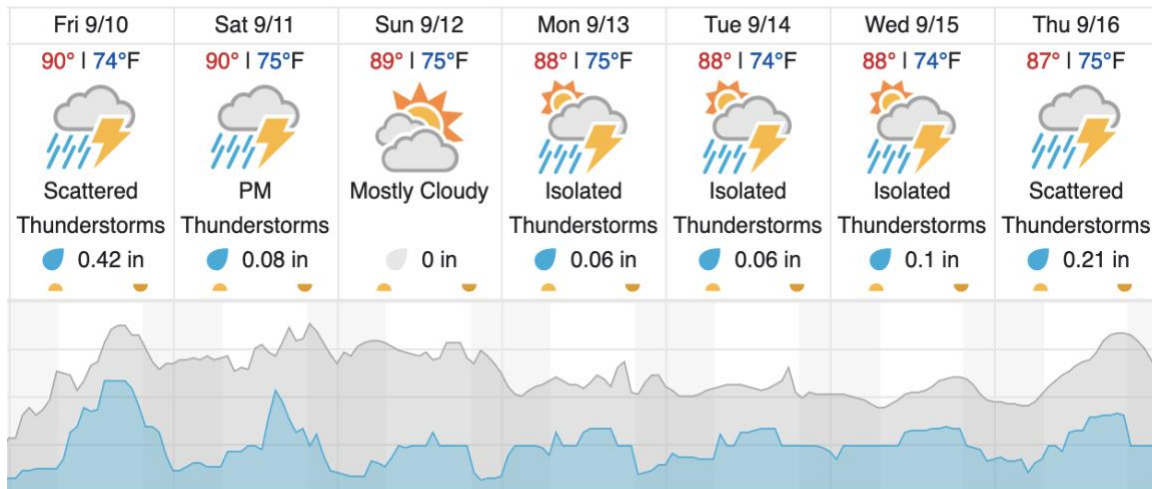 Fri 9/10
90° | 74°F
Scattered
Thunderstorms
0.42 in
Sat 9/11
90° | 75°F
PM
Thunderstorms
0.08 in
Sun 9/12
89° | 75°F
Mostly Cloudy
0 in
Mon 9/13
88° | 75°F
Isolated
Thunderstorms
0.06 in
Tue 9/14
88° | 74°F
Isolated
Thunderstorms
0.06 in
Wed 9/15
88° | 74°F
Isolated
Thunderstorms
0.1 in
Thu 9/16
87° | 75°F
Scattered
Thunderstorms
0.21 in